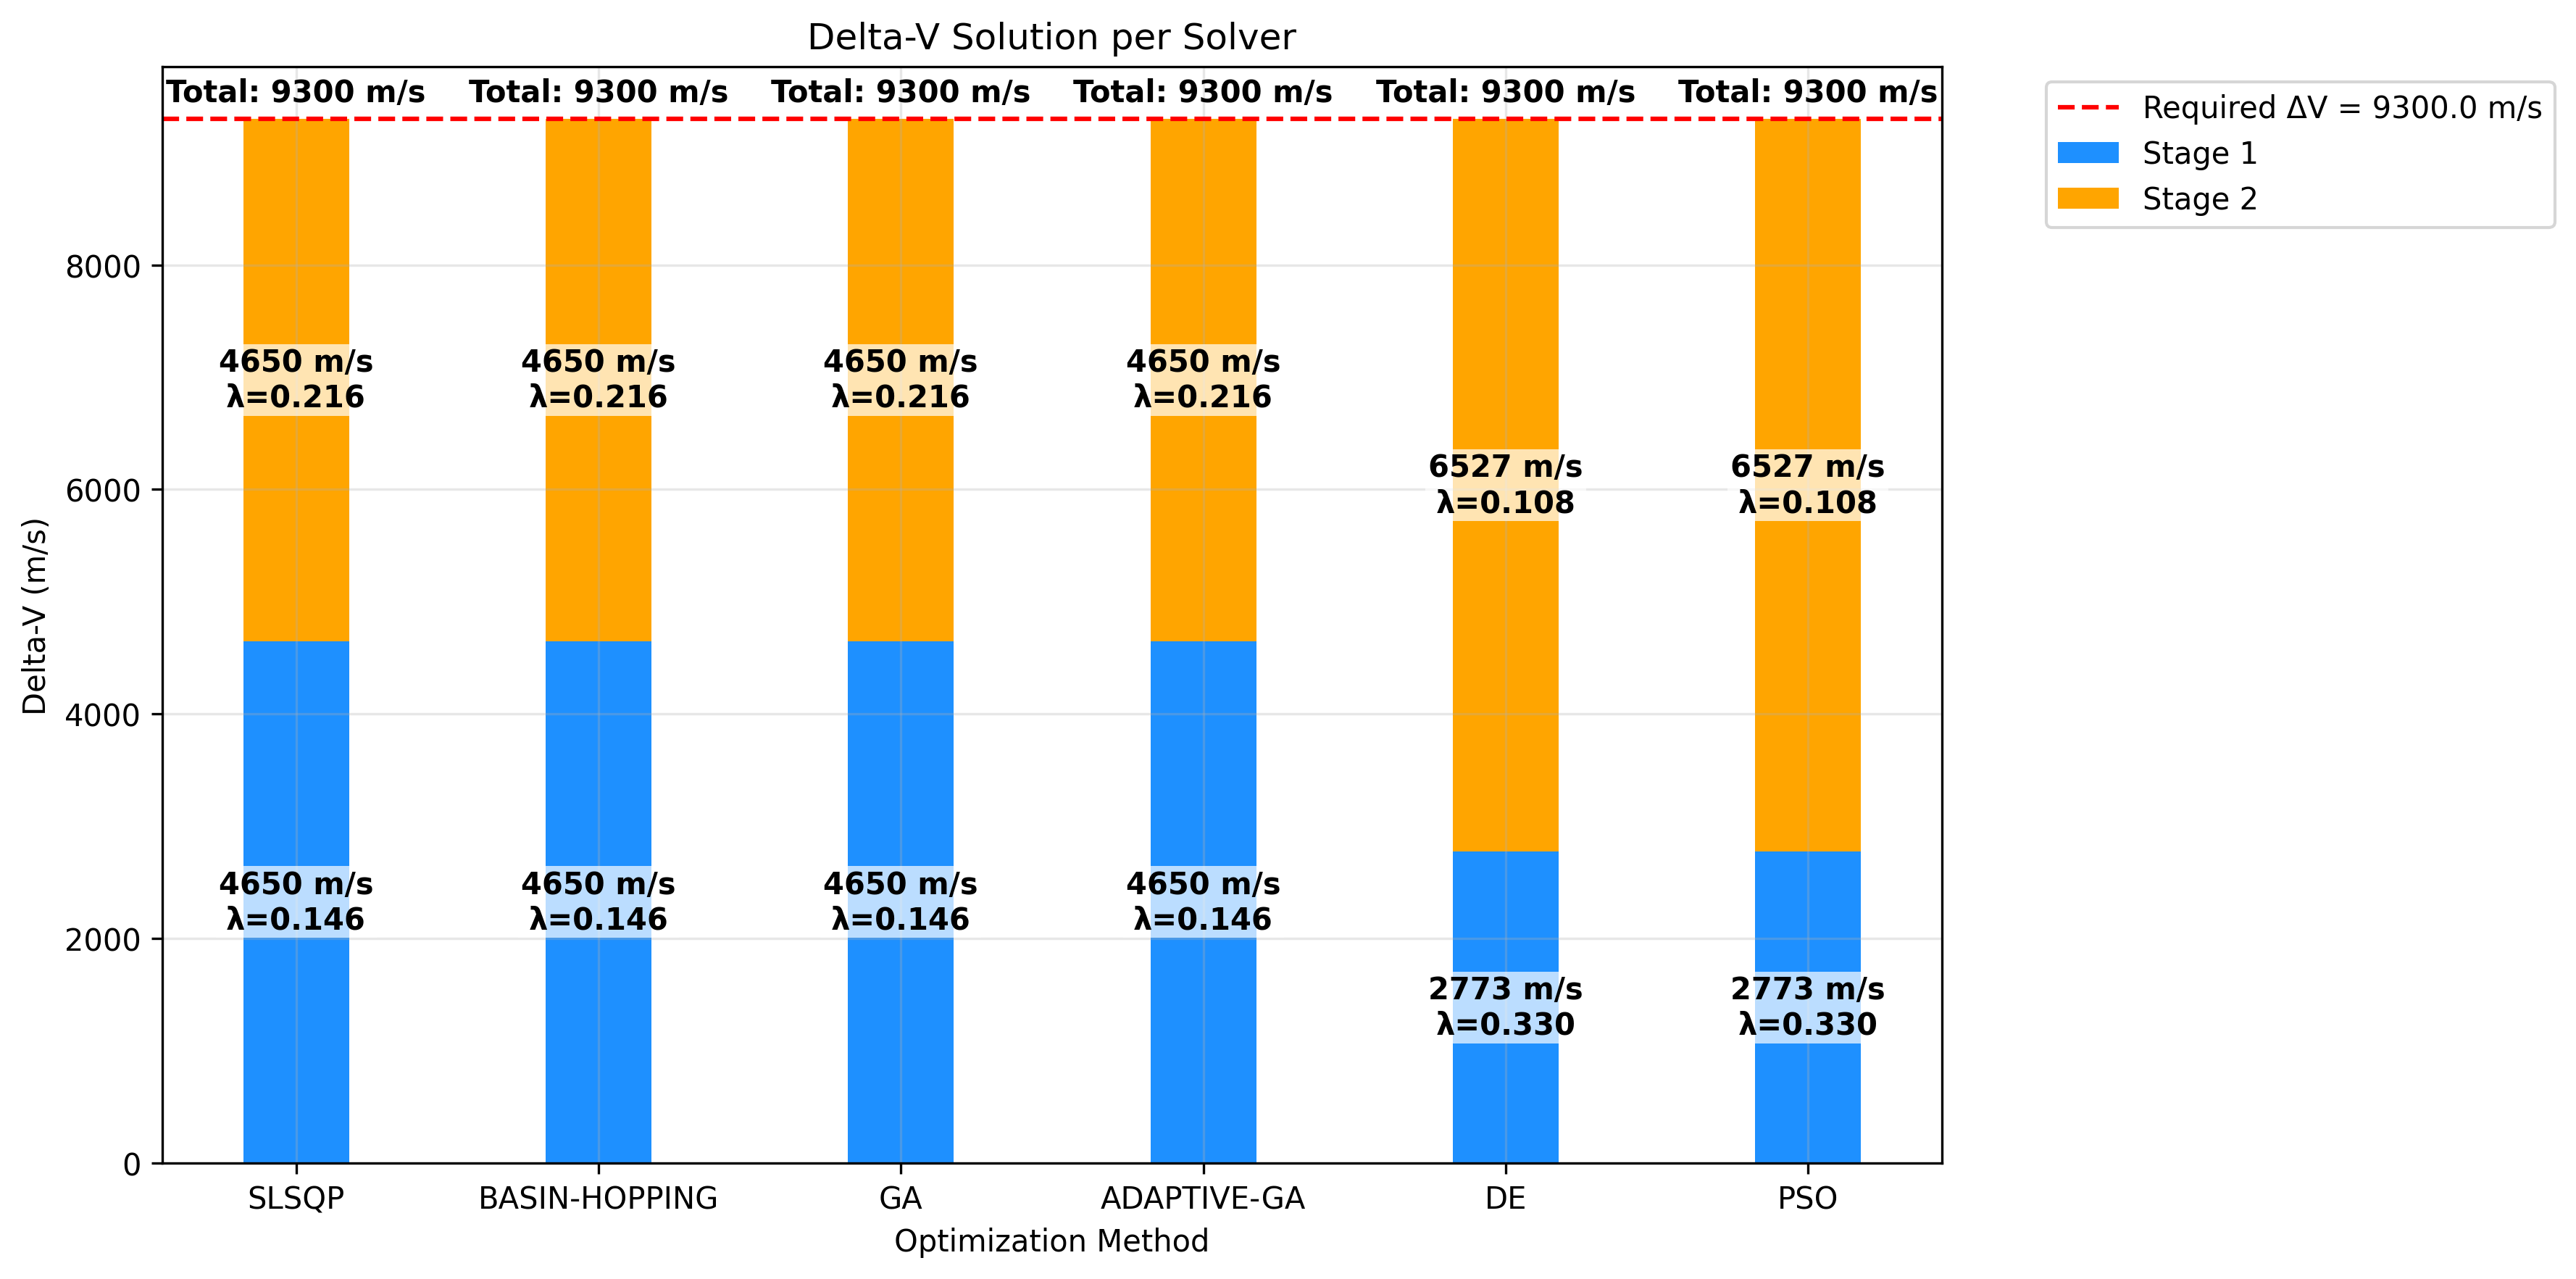 Delta-V Solution per Solver
Total: 9300 m/s Total: 9300 m/s Total: 9300 m/s Total: 9300 m/s Total: 9300 m/s Total: 9300 m/s
Required ΔV = 9300.0 m/s
Stage 1
Stage 2
Delta-V (m/s)
8000
6000
4000
2000
0
4650 m/s
λ=0.216
4650 m/s
λ=0.146
4650 m/s
λ=0.216
4650 m/s
λ=0.146
4650 m/s
λ=0.216
4650 m/s
λ=0.146
4650 m/s
λ=0.216
4650 m/s
λ=0.146
6527 m/s
λ=0.108
2773 m/s
λ=0.330
6527 m/s
λ=0.108
2773 m/s
λ=0.330
SLSQP BASIN-HOPPING GA ADAPTIVE-GA DE PSO
Optimization Method